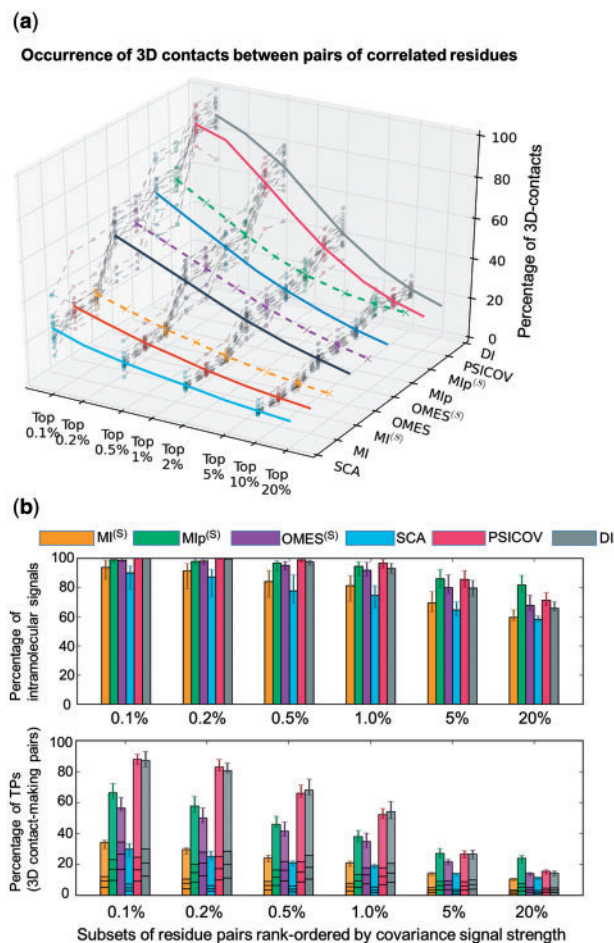 (a)
Occurrence of 3D contacts between pairs of correlated residues
100
80
60
40
20
0
Percentage of 3D-contacts
DI
PSICOV
MIp(S)
MIp
OMES(S)
OMES
MI(S)
MI
SCA
Top 0.1%
Top 0.2%
Top 0.5%
Top 1%
Top 2%
Top 5%
Top 10%
Top 20%
(b)
MI(S) MIp(S) OMES(S) SCA PSICOV DI
Percentage of
intramolecular signals
100
80
60
40
20
0
0.1% 0.2% 0.5% 1.0% 5% 20%
Percentage of TPs
(3D contact-making pairs)
100
80
60
40
20
0
0.1% 0.2% 0.5% 1.0% 5% 20%
Subsets of residue pairs rank-ordered by covariance signal strength